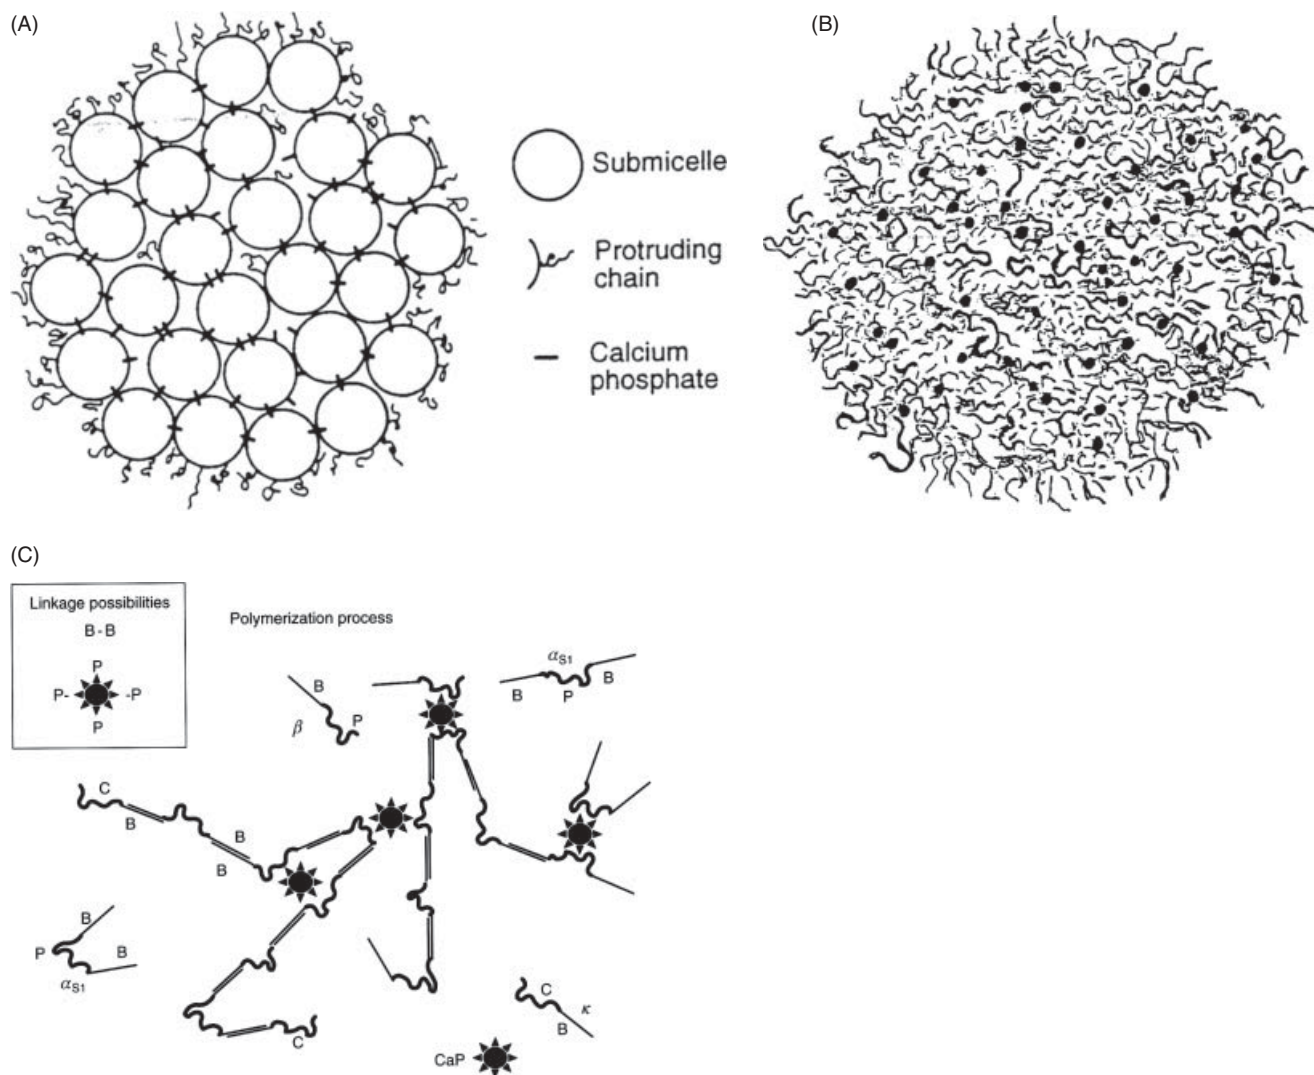 (A)
(B)
Submicelle
Protruding
chain
Calcium
phosphate
(C)
Linkage possibilities
B - B
P
P-
-P
P
Polymerization process
B
β
P
αS1
B
P
B
C
B
B
B
B
P
B
αS1
C
C
κ
B
CaP